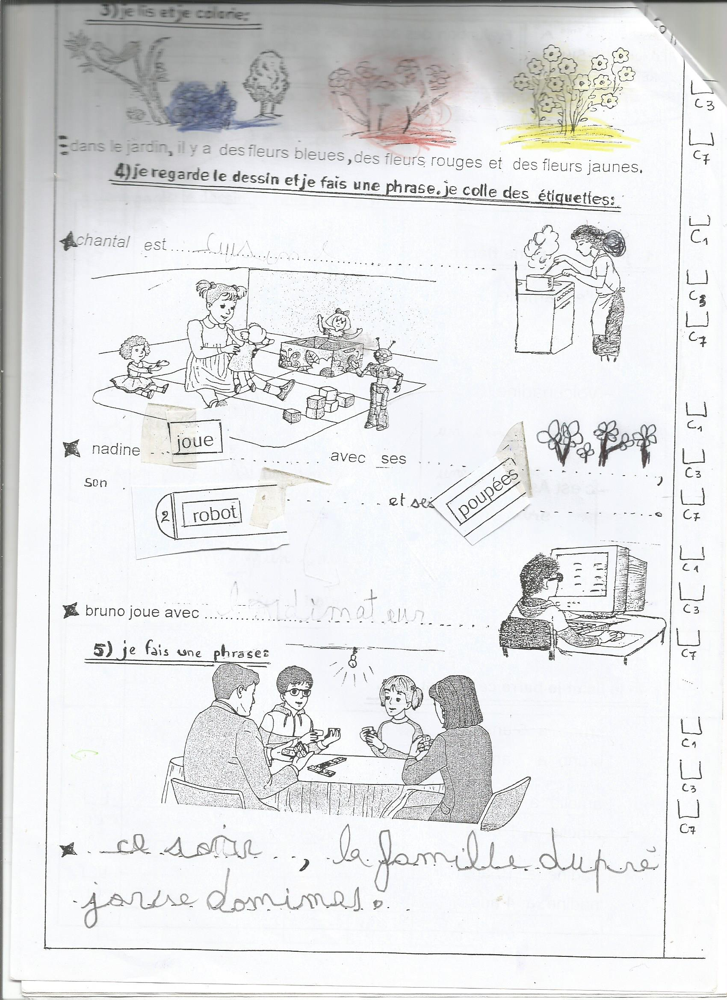 3) je lis et je colorie:
dans le jardin, il y a des fleurs bleues, des fleurs rouges et des fleurs jaunes.
4) je regarde le dessin et je fais une phrase. je colle des étiquettes:
chantal est
nadine joue avec ses ,
son 2 robot et ses poupées .
bruno joue avec l'ordimateur
5) je fais une phrase:
ce soir, la famille dupré
joue domimos.
C3
C7
C1
C3
C7
C1
C3
C7
C1
C3
C7
C1
C3
C7